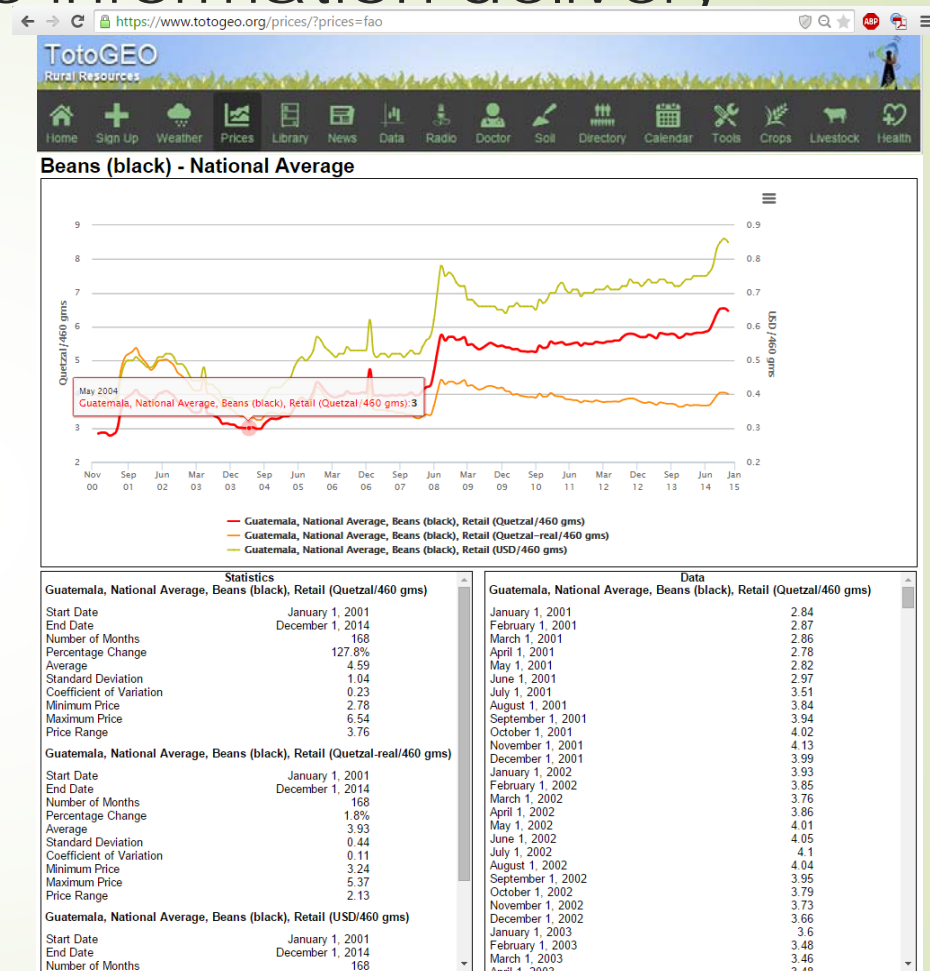 information delivery
https://www.totogeo.org/prices/?prices=fao
ABP
TotoGEO
Rural Resources
Home Sign Up Weather Prices Library News Data Radio Doctor Soil Directory Calendar Tools Crops Livestock Health
Beans (black) - National Average
9 0.9
8 0.8
7 0.7
6 0.6
5 0.5
0.4
3 0.3
2 0.2
Quetzal/460 gms
USD/460 gms
May 2004
Guatemala, National Average, Beans (black), Retail (Quetzal/460 gms):3
Nov Sep Jun Mar Dec Sep Jun Mar Dec Sep Jun Mar Dec Sep Jun Mar Dec Sep Jun Jan
00 01 02 03 03 04 05 06 06 07 08 09 09 10 11 12 12 13 14 15
Guatemala, National Average, Beans (black), Retail (Quetzal/460 gms)
Guatemala, National Average, Beans (black), Retail (Quetzal-real/460 gms)
Guatemala, National Average, Beans (black), Retail (USD/460 gms)
Statistics
Guatemala, National Average, Beans (black), Retail (Quetzal/460 gms)
Start Date January 1, 2001
End Date December 1, 2014
Number of Months 168
Percentage Change 127.8%
Average 4.59
Standard Deviation 1.04
Coefficient of Variation 0.23
Minimum Price 2.78
Maximum Price 6.54
Price Range 3.76
Guatemala, National Average, Beans (black), Retail (Quetzal-real/460 gms)
Start Date January 1, 2001
End Date December 1, 2014
Number of Months 168
Percentage Change 1.8%
Average 3.93
Standard Deviation 0.44
Coefficient of Variation 0.11
Minimum Price 3.24
Maximum Price 5.37
Price Range 2.13
Guatemala, National Average, Beans (black), Retail (USD/460 gms)
Start Date January 1, 2001
End Date December 1, 2014
Number of Months 168
Data
Guatemala, National Average, Beans (black), Retail (Quetzal/460 gms)
January 1, 2001 2.84
February 1, 2001 2.87
March 1, 2001 2.86
April 1, 2001 2.78
May 1, 2001 2.82
June 1, 2001 2.97
July 1, 2001 3.51
August 1, 2001 3.84
September 1, 2001 3.94
October 1, 2001 4.02
November 1, 2001 4.13
December 1, 2001 3.99
January 1, 2002 3.93
February 1, 2002 3.85
March 1, 2002 3.76
April 1, 2002 3.86
May 1, 2002 4.01
June 1, 2002 4.05
July 1, 2002 4.1
August 1, 2002 4.04
September 1, 2002 3.95
October 1, 2002 3.79
November 1, 2002 3.73
December 1, 2002 3.66
January 1, 2003 3.6
February 1, 2003 3.48
March 1, 2003 3.46
April 1, 2003 3.48